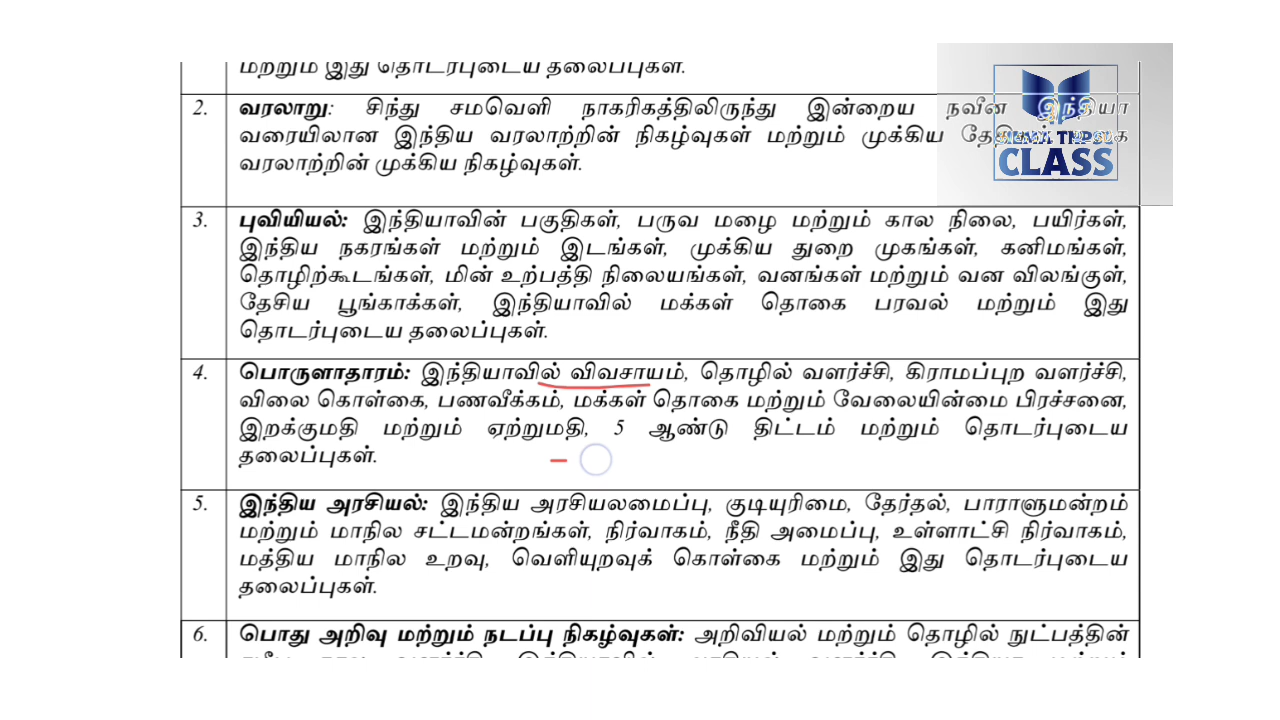 மற்றும் இது தொடர்புடைய தலைப்புகள்.
2. வரலாறு: சிந்து சமவெளி நாகரிகத்திலிருந்து இன்றைய நவீன இந்தியா
வரையிலான இந்திய வரலாற்றின் நிகழ்வுகள் மற்றும் முக்கிய
வரலாற்றின் முக்கிய நிகழ்வுகள்.
CLASS
3. புவியியல்: இந்தியாவின் பகுதிகள், பருவ மழை மற்றும் கால நிலை, பயிர்கள்,
இந்திய நகரங்கள் மற்றும் இடங்கள், முக்கிய துறை முகங்கள், கனிமங்கள்,
தொழிற்கூடங்கள், மின் உற்பத்தி நிலையங்கள், வனங்கள் மற்றும் வன விலங்குள்,
தேசிய பூங்காக்கள், இந்தியாவில் மக்கள் தொகை பரவல் மற்றும் இது
தொடர்புடைய தலைப்புகள்.
4. பொருளாதாரம்: இந்தியாவில் விவசாயம், தொழில் வளர்ச்சி, கிராமப்புற வளர்ச்சி,
விலை கொள்கை, பணவீக்கம், மக்கள் தொகை மற்றும் வேலையின்மை பிரச்சனை,
இறக்குமதி மற்றும் ஏற்றுமதி, 5 ஆண்டு திட்டம் மற்றும் தொடர்புடைய
தலைப்புகள்.
5. இந்திய அரசியல்: இந்திய அரசியலமைப்பு, குடியுரிமை, தேர்தல், பாராளுமன்றம்
மற்றும் மாநில சட்டமன்றங்கள், நிர்வாகம், நீதி அமைப்பு, உள்ளாட்சி நிர்வாகம்,
மத்திய மாநில உறவு, வெளியுறவுக் கொள்கை மற்றும் இது தொடர்புடைய
தலைப்புகள்.
6. பொது அறிவு மற்றும் நடப்பு நிகழ்வுகள்: அறிவியல் மற்றும் தொழில் நுட்பத்தின்